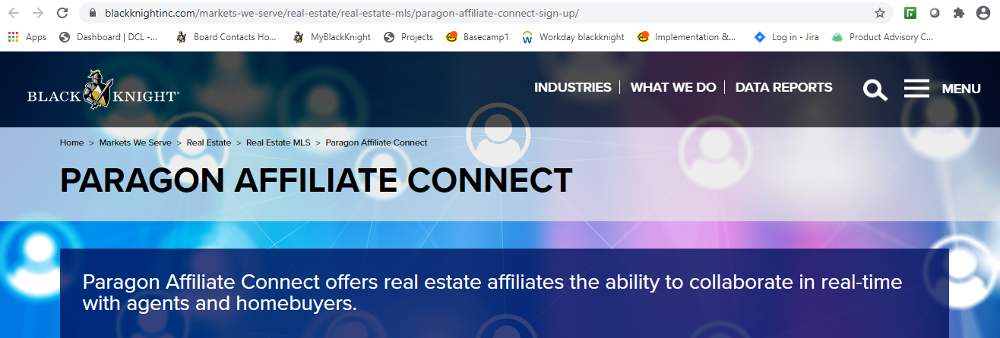 blackknightinc.com/markets-we-serve/real-estate/real-estate-mls/paragon-affiliate-connect-sign-up/
Apps Dashboard | DCL -... Board Contacts Ho... MyBlackKnight Projects Basecamp1 Workday blackknight Implementation &... Log in - Jira Product Advisory C...
BLACK KNIGHT® INDUSTRIES WHAT WE DO DATA REPORTS MENU
Home > Markets We Serve > Real Estate > Real Estate MLS > Paragon Affiliate Connect
PARAGON AFFILIATE CONNECT
Paragon Affiliate Connect offers real estate affiliates the ability to collaborate in real-time
with agents and homebuyers.